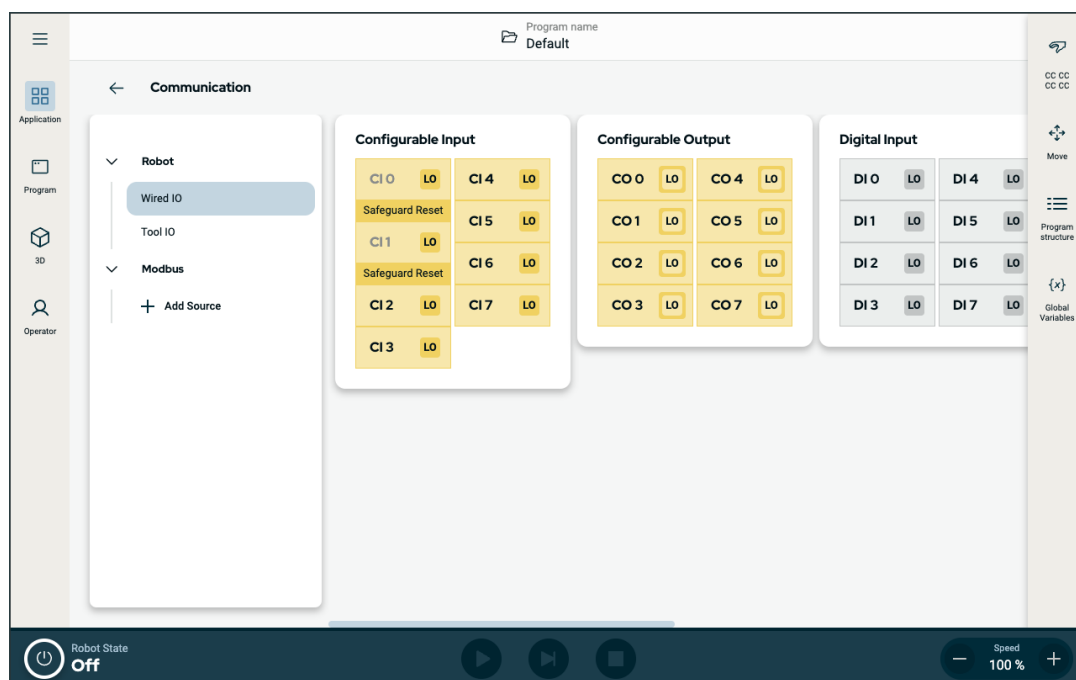 Program name
Default
Application
Program
3D
Operator
Communication
Robot
Wired IO
Tool IO
Modbus
Add Source
Configurable Input
CI 0 LO CI 4 LO
Safeguard Reset
CI 5 LO
CI 1 LO
CI 6 LO
Safeguard Reset
CI 2 LO CI 7 LO
CI 3 LO
Configurable Output
CO 0 LO CO 4 LO
CO 1 LO CO 5 LO
CO 2 LO CO 6 LO
CO 3 LO CO 7 LO
Digital Input
DI 0 LO DI 4 LO
DI 1 LO DI 5 LO
DI 2 LO DI 6 LO
DI 3 LO DI 7 LO
CC CC
CC CC
Move
Program
structure
{x}
Global
Variables
Robot State
Off
Speed
100 %